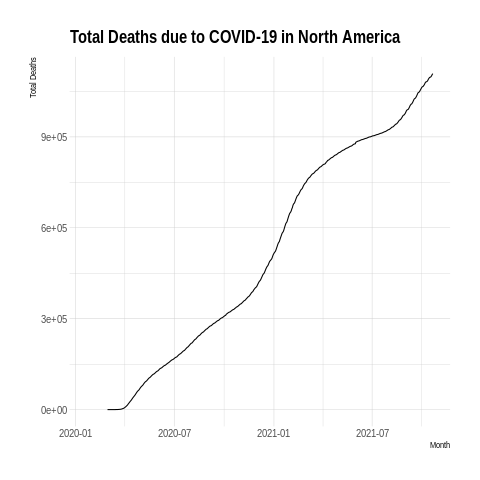 Total Deaths due to COVID-19 in North America
Total Deaths
9e+05
6e+05
3e+05
0e+00
2020-01 2020-07 2021-01 2021-07
Month